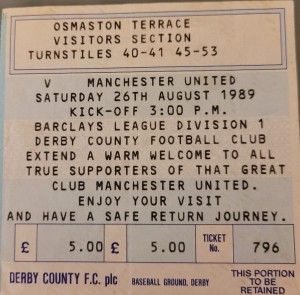 OSMASTON TERRACE
VISITORS SECTION
TURNSTILES 40-41 45-53
V MANCHESTER UNITED
SATURDAY 26TH AUGUST 1989
KICK-OFF 3:00 P.M.
BARCLAYS LEAGUE DIVISION 1
DERBY COUNTY FOOTBALL CLUB
EXTEND A WARM WELCOME TO ALL
TRUE SUPPORTERS OF THAT GREAT
CLUB MANCHESTER UNITED.
ENJOY YOUR VISIT
AND HAVE A SAFE RETURN JOURNEY.
£ 5.00 £ 5.00 TICKET No. 796
DERBY COUNTY F.C. plc BASEBALL GROUND, DERBY
THIS PORTION
TO BE
RETAINED